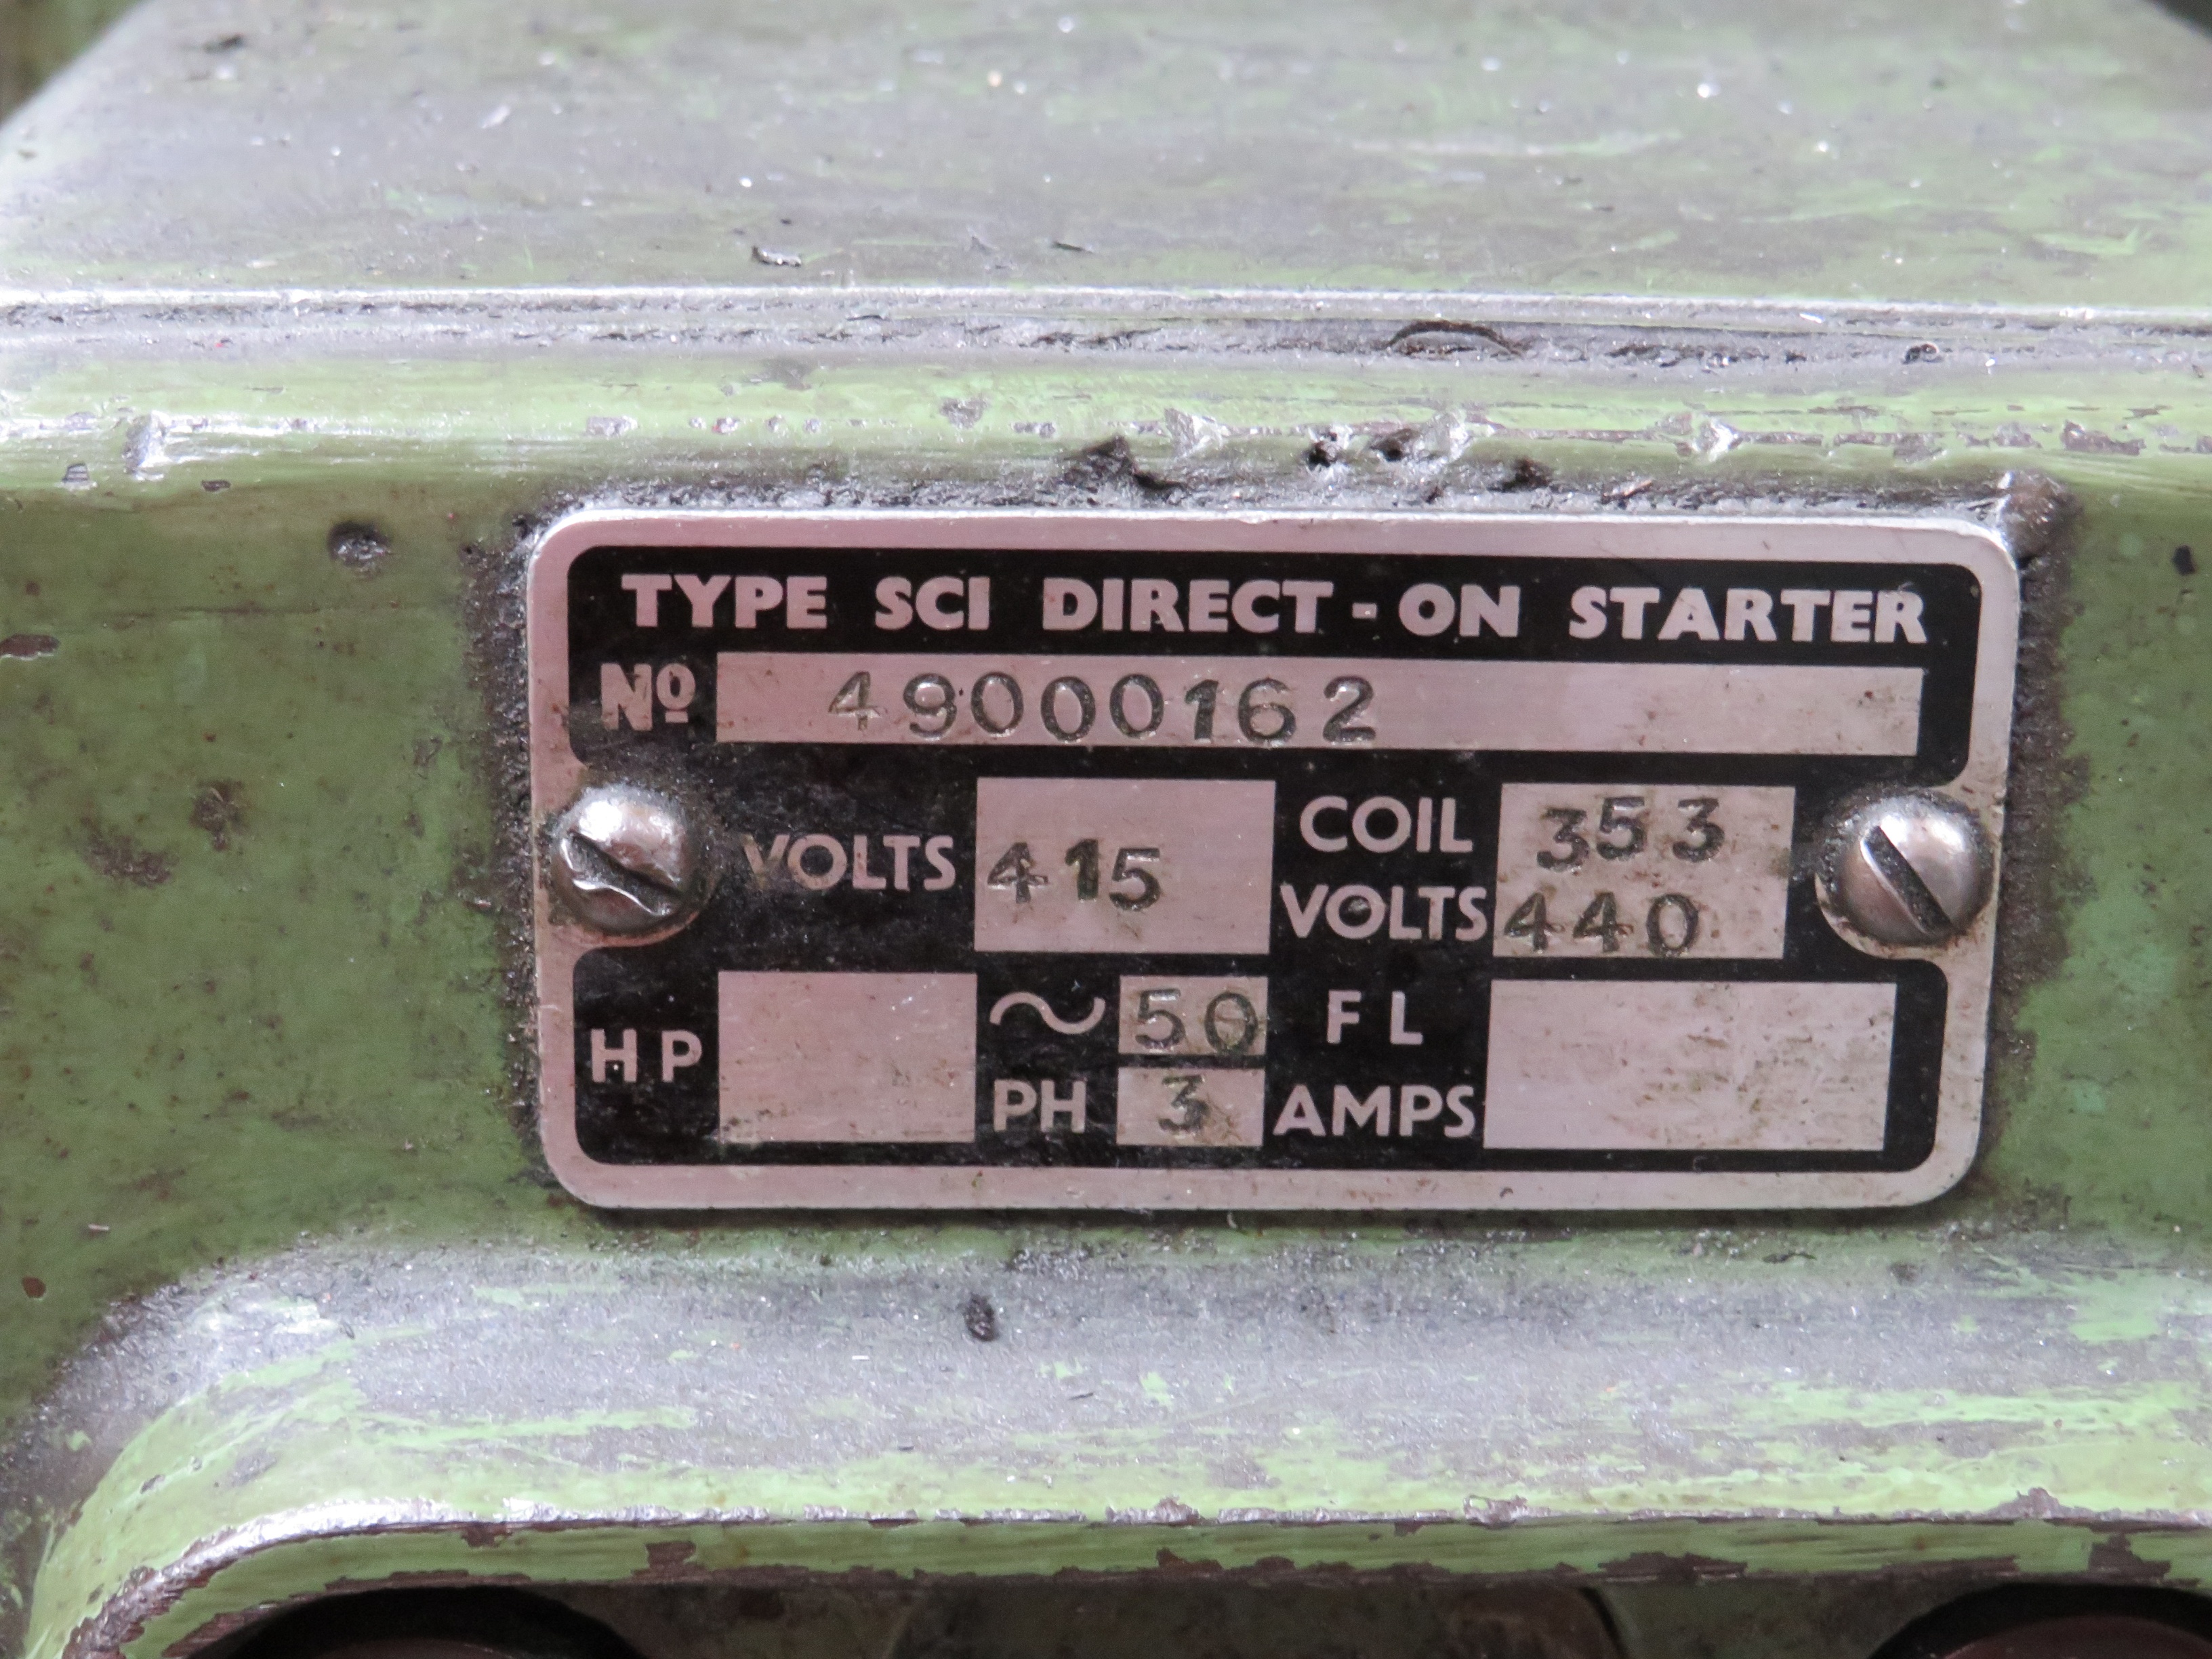 TYPE SCI DIRECT-ON STARTER
Nº 49000162
VOLTS 415
COIL VOLTS 353 440
HP
~ 50
PH 3
FL AMPS